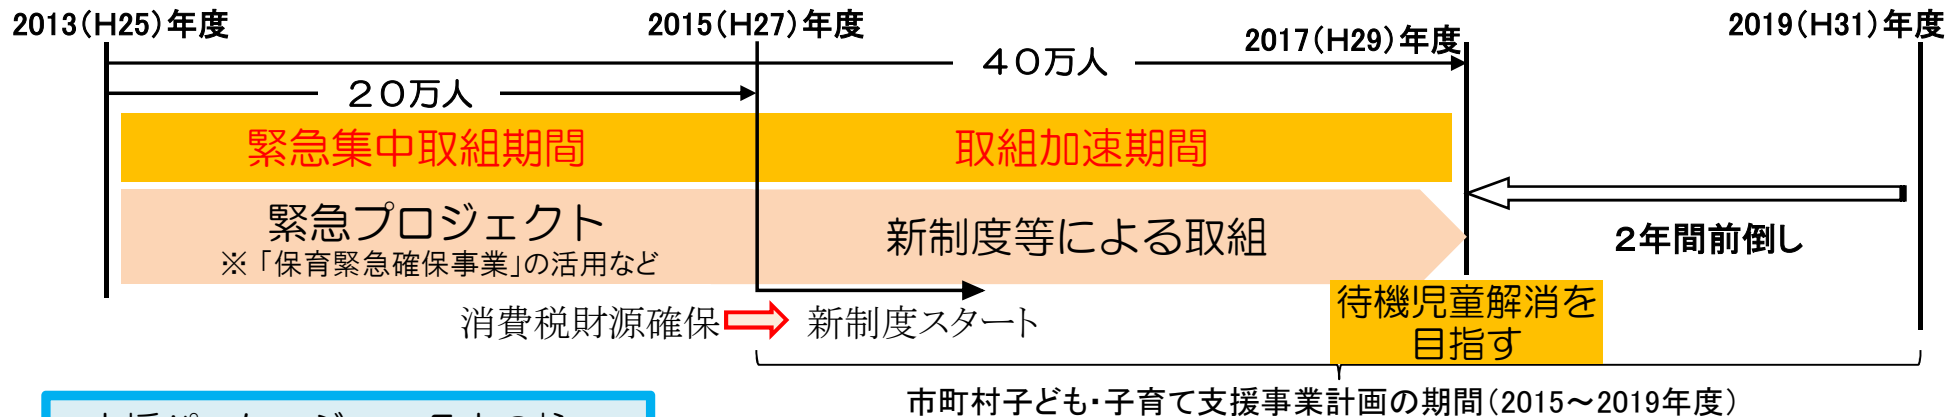 2013(H25)年度
2015(H27)年度
2017(H29)年度
2019(H31)年度
40万人
20万人
緊急集中取組期間
取組加速期間
緊急プロジェクト
※「保育緊急確保事業」の活用など
新制度等による取組
2年間前倒し
消費税財源確保
新制度スタート
待機児童解消を
目指す
市町村子ども・子育て支援事業計画の期間(2015～2019年度)